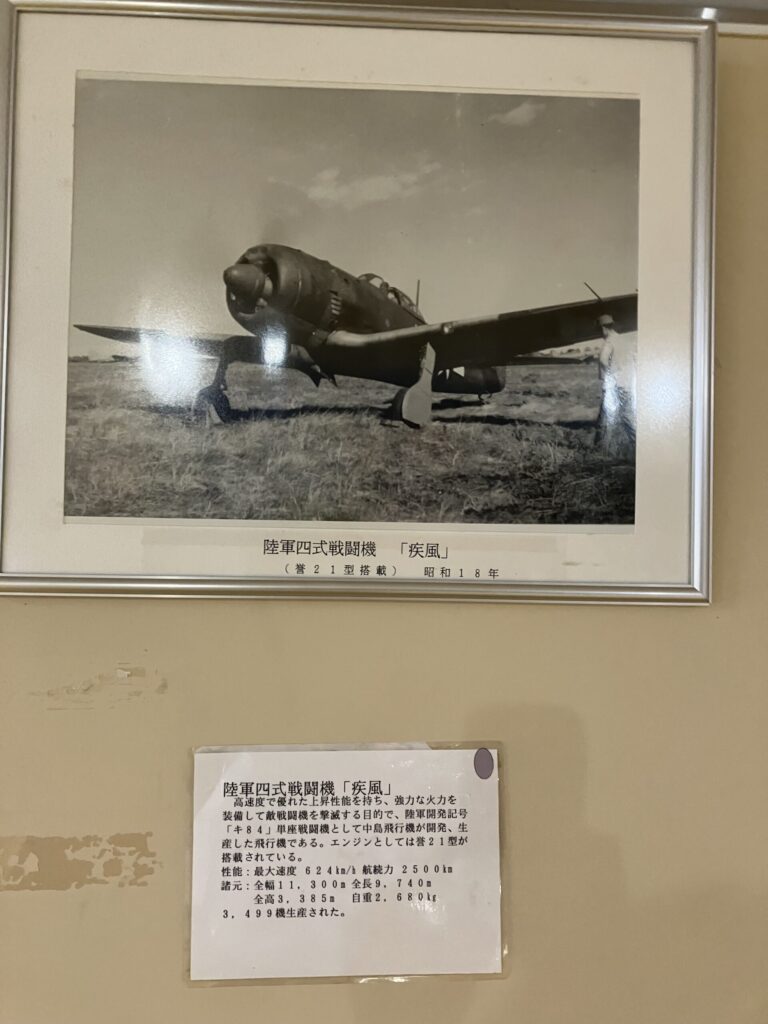 陸軍四式戦闘機 「疾風」
(誉21型搭載) 昭和18年
陸軍四式戦闘機「疾風」
高速度で優れた上昇性能を持ち、強力な火力を
装備して敵戦闘機を撃滅する目的で、陸軍開発記号
「キ84」単座戦闘機として中島飛行機が開発、生
産した飛行機である。エンジンとしては誉21型が
搭載されている。
性能:最大速度 624km/h 航続力 2500km
諸元:全幅11,300m 全長9,740m
全高3,385m 自重2,680kg
3,499機生産された。